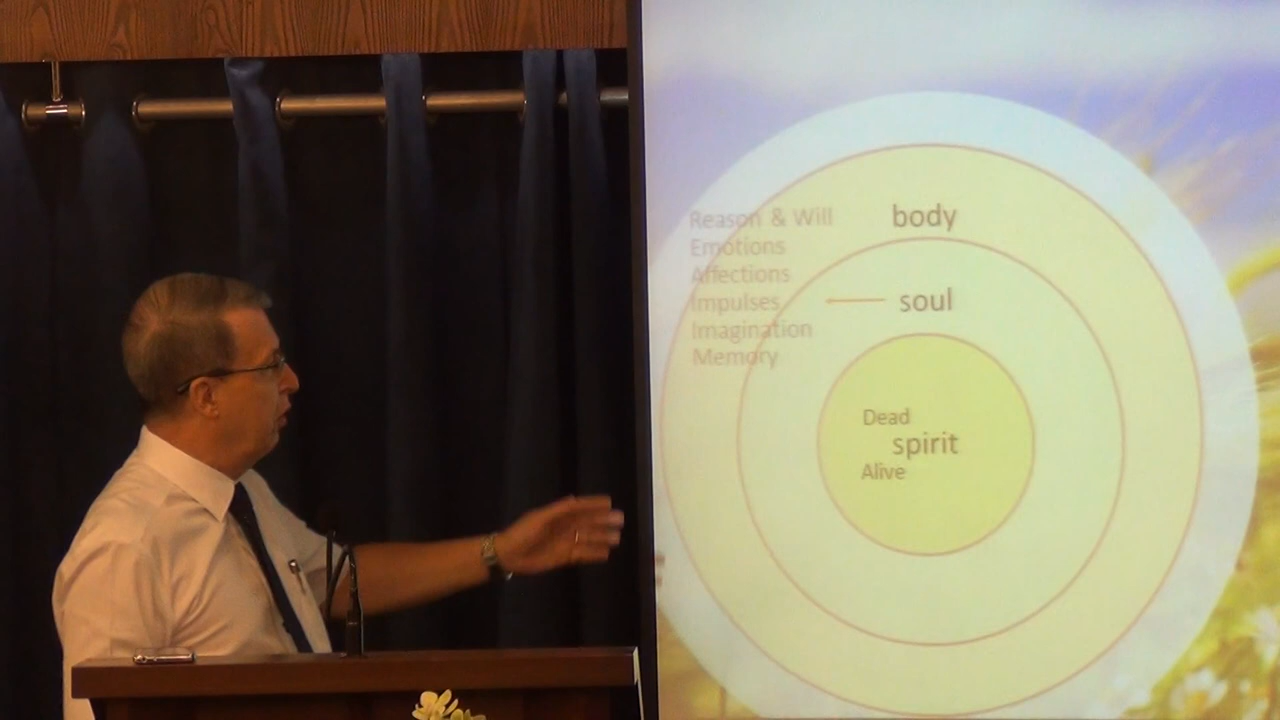 body
Reason & Will
Emotions
Affections
Impulses
Imagination
Memory
soul
Dead
spirit
Alive